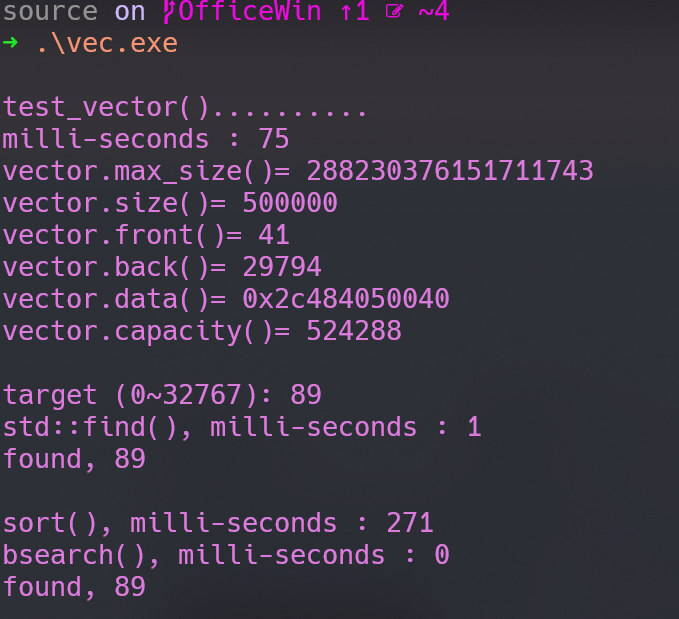 source on OfficeWin ↑1 ~4
→ .\vec.exe
test_vector()..........
milli-seconds : 75
vector.max_size()= 288230376151711743
vector.size()= 500000
vector.front()= 41
vector.back()= 29794
vector.data()= 0x2c484050040
vector.capacity()= 524288
target (0~32767): 89
std::find(), milli-seconds : 1
found, 89
sort(), milli-seconds : 271
bsearch(), milli-seconds : 0
found, 89